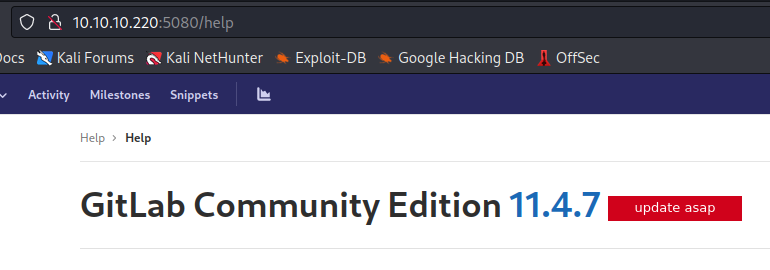 10.10.10.220:5080/help
Docs Kali Forums Kali NetHunter Exploit-DB Google Hacking DB OffSec
Activity Milestones Snippets
Help › Help
GitLab Community Edition 11.4.7 update asap